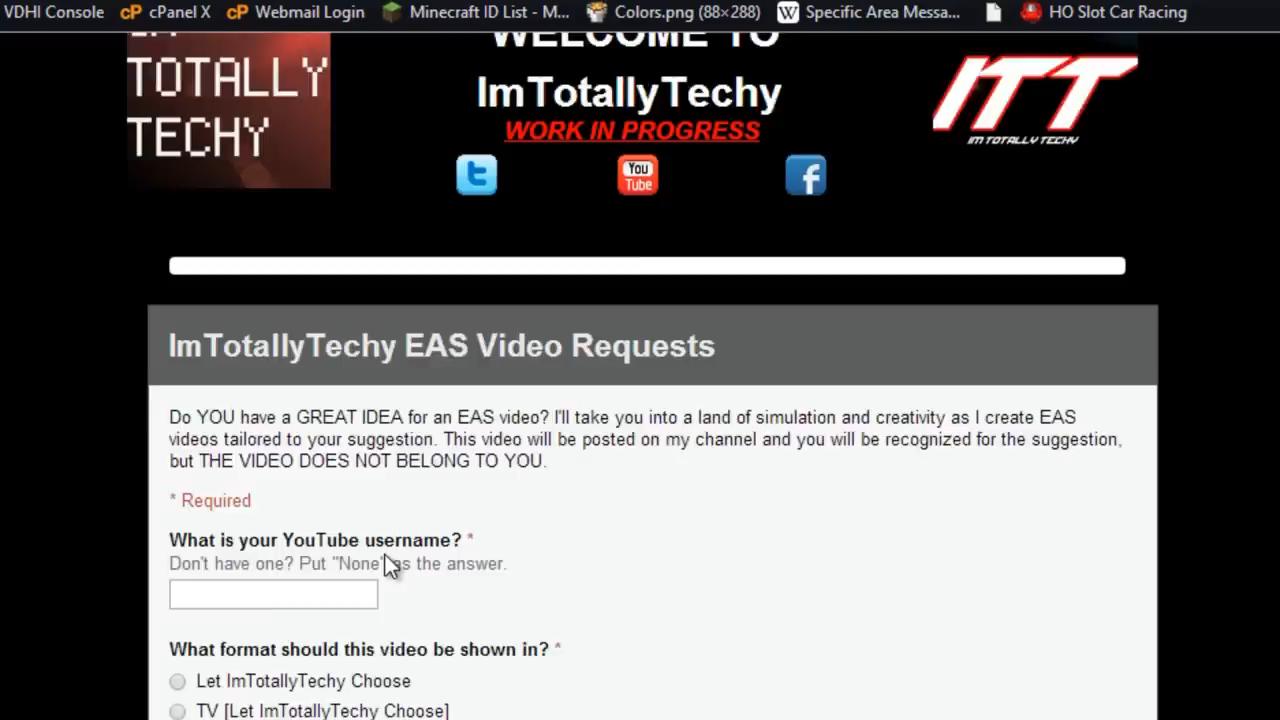 VDHI Console cPanel X Webmail Login Minecraft ID List - M... Colors.png (88×288) Specific Area Messa... HO Slot Car Racing
WELCOME TO
TOTALLY
TECHY
ImTotallyTechy
WORK IN PROGRESS
You
Tube
ITT
IM TOTALLY TECHY
ImTotallyTechy EAS Video Requests
Do YOU have a GREAT IDEA for an EAS video? I'll take you into a land of simulation and creativity as I create EAS
videos tailored to your suggestion. This video will be posted on my channel and you will be recognized for the suggestion,
but THE VIDEO DOES NOT BELONG TO YOU.
* Required
What is your YouTube username? *
Don't have one? Put "None" as the answer.
What format should this video be shown in? *
Let ImTotallyTechy Choose
TV [Let ImTotallyTechy Choose]